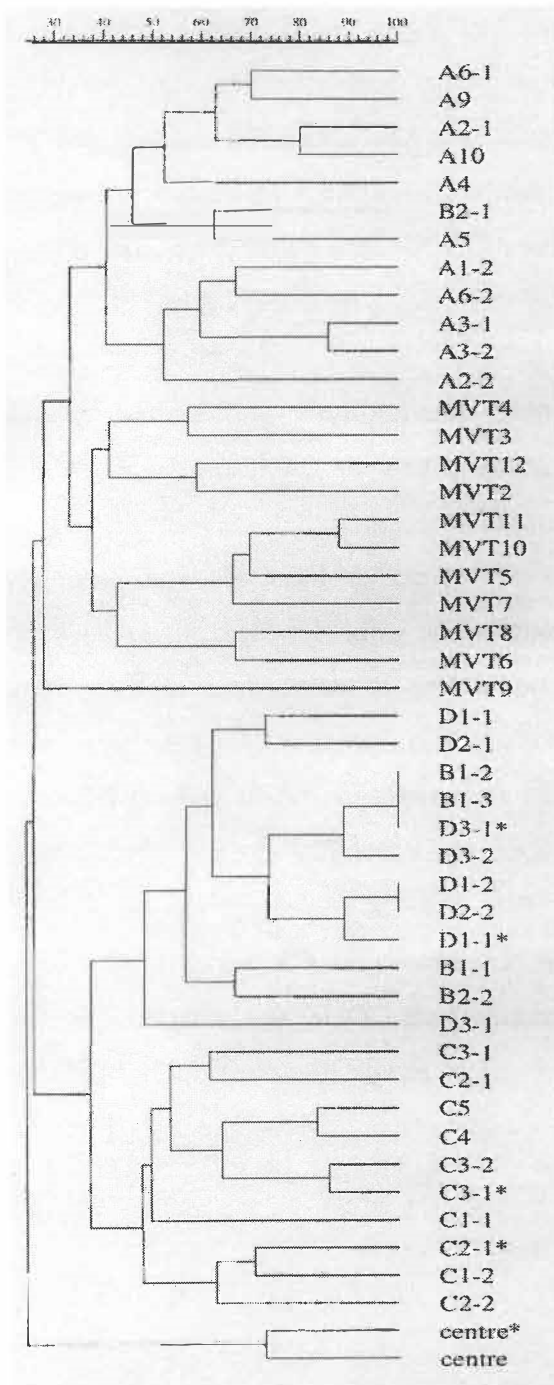 30 40 50 60 70 80 90 100
A6-1
A9
A2-1
A10
A4
B2-1
A5
A1-2
A6-2
A3-1
A3-2
A2-2
MVT4
MVT3
MVT12
MVT2
MVT11
MVT10
MVT5
MVT7
MVT8
MVT6
MVT9
D1-1
D2-1
B1-2
B1-3
D3-1*
D3-2
D1-2
D2-2
D1-1*
B1-1
B2-2
D3-1
C3-1
C2-1
C5
C4
C3-2
C3-1*
C1-1
C2-1*
C1-2
C2-2
centre*
centre